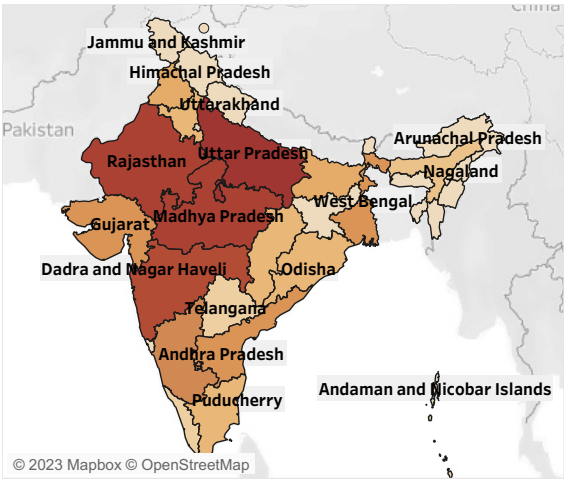 China
Jammu and Kashmir
Himachal Pradesh
Uttarakhand
Pakistan
Arunachal Pradesh
Rajasthan
Uttar Pradesh
Nagaland
West Bengal
Gujarat
Madhya Pradesh
Dadra and Nagar Haveli
Odisha
Telangana
Andhra Pradesh
Puducherry
Andaman and Nicobar Islands
© 2023 Mapbox © OpenStreetMap